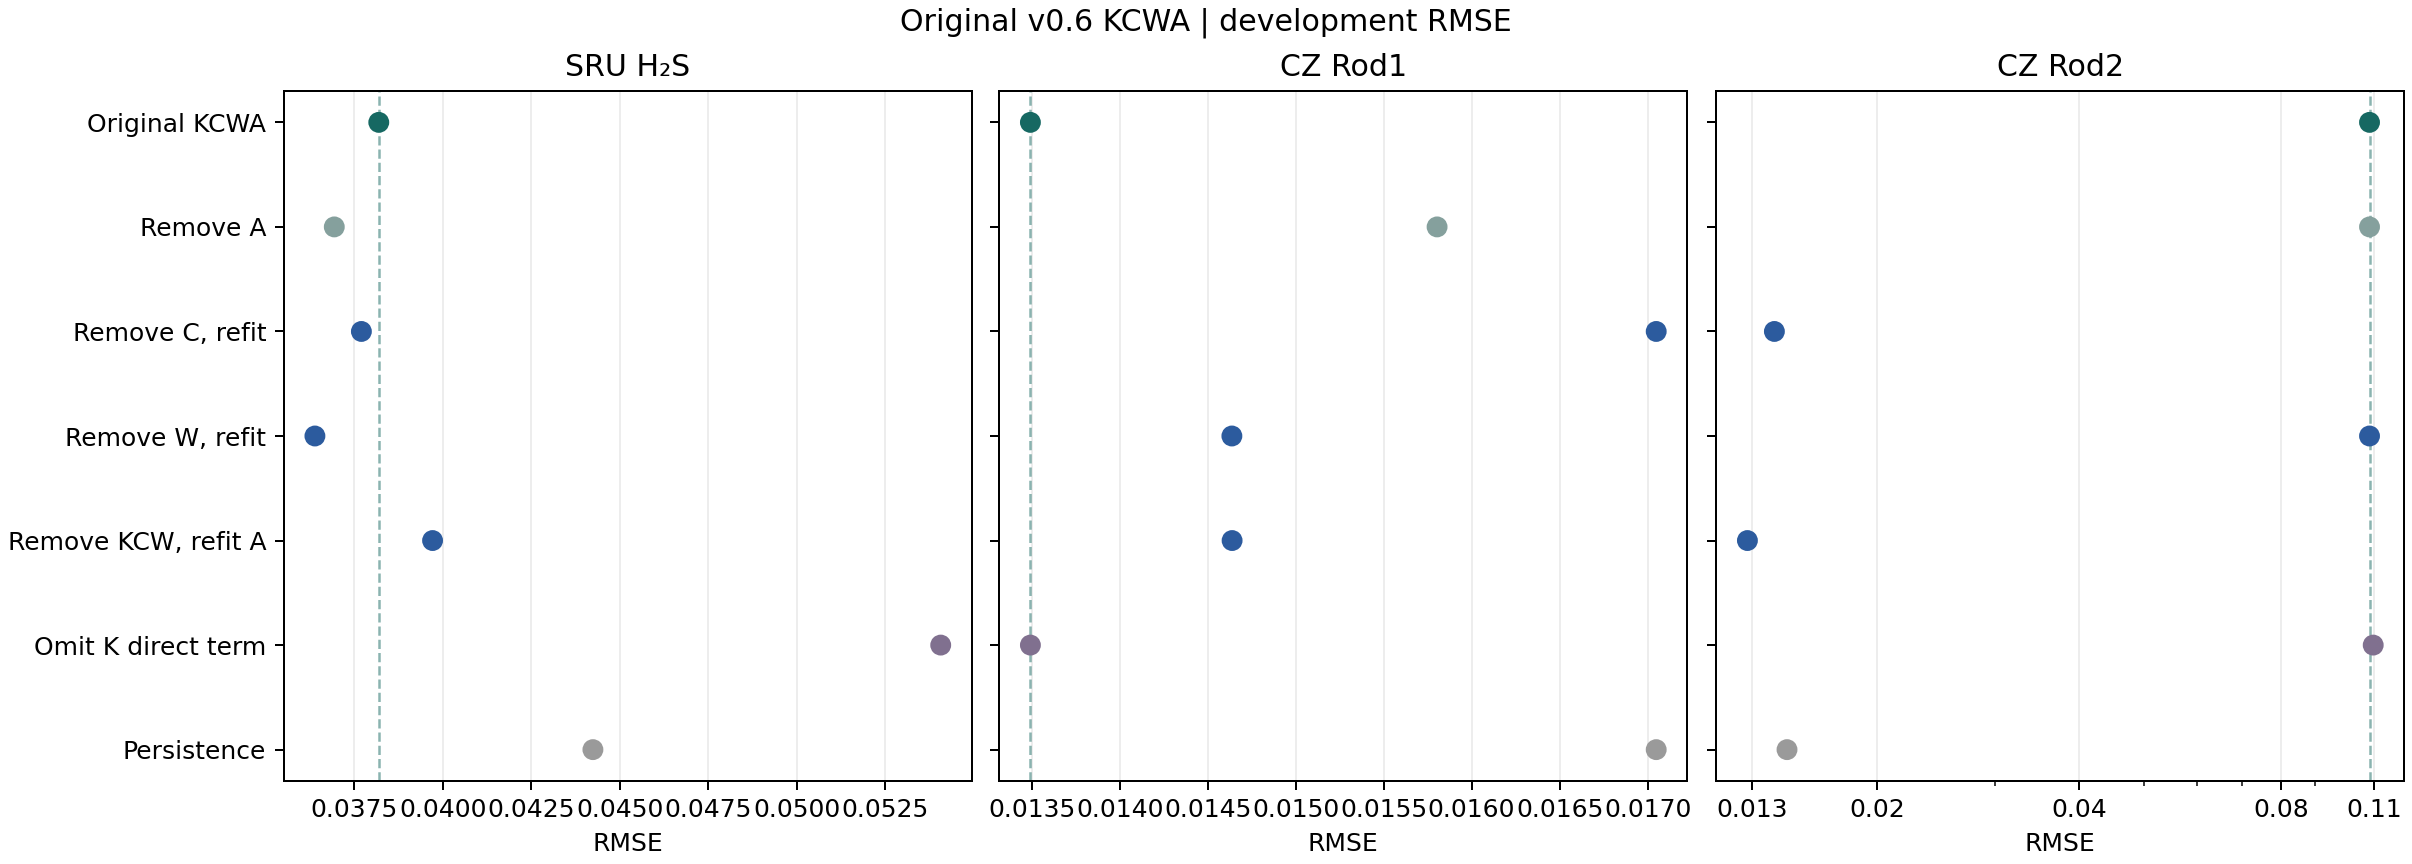 Original v0.6 KCWA | development RMSE
SRU H₂S
CZ Rod1
CZ Rod2
Original KCWA
Remove A
Remove C, refit
Remove W, refit
Remove KCW, refit A
Omit K direct term
Persistence
0.0375 0.0400 0.0425 0.0450 0.0475 0.0500 0.0525
0.0135 0.0140 0.0145 0.0150 0.0155 0.0160 0.0165 0.0170
0.013 0.02 0.04 0.08 0.11
RMSE
RMSE
RMSE